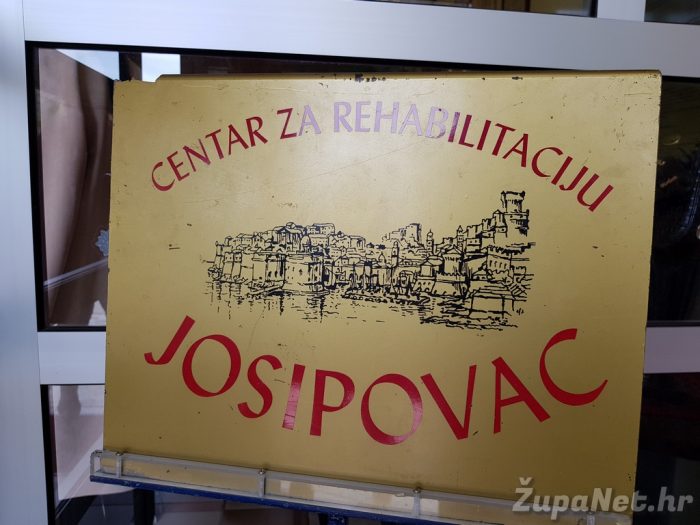 CENTAR ZA REHABILITACIJU
JOSIPOVAC
ŽupaNet.hr